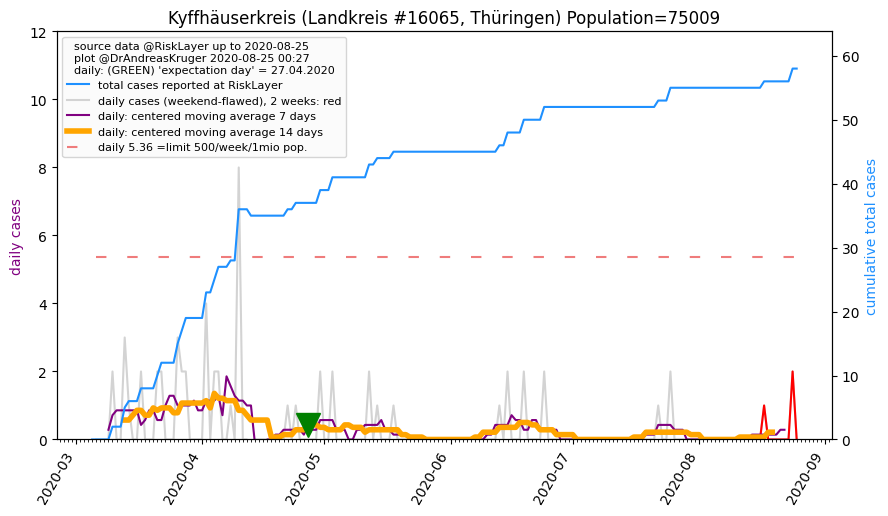 Kyffhäuserkreis (Landkreis #16065, Thüringen) Population=75009
source data @RiskLayer up to 2020-08-25
plot @DrAndreasKruger 2020-08-25 00:27
daily: (GREEN) 'expectation day' = 27.04.2020
total cases reported at RiskLayer
daily cases (weekend-flawed), 2 weeks: red
daily: centered moving average 7 days
daily: centered moving average 14 days
daily 5.36 =limit 500/week/1mio pop.
daily cases
12
10
8
6
4
2
0
cumulative total cases
60
50
40
30
20
10
0
2020-03
2020-04
2020-05
2020-06
2020-07
2020-08
2020-09